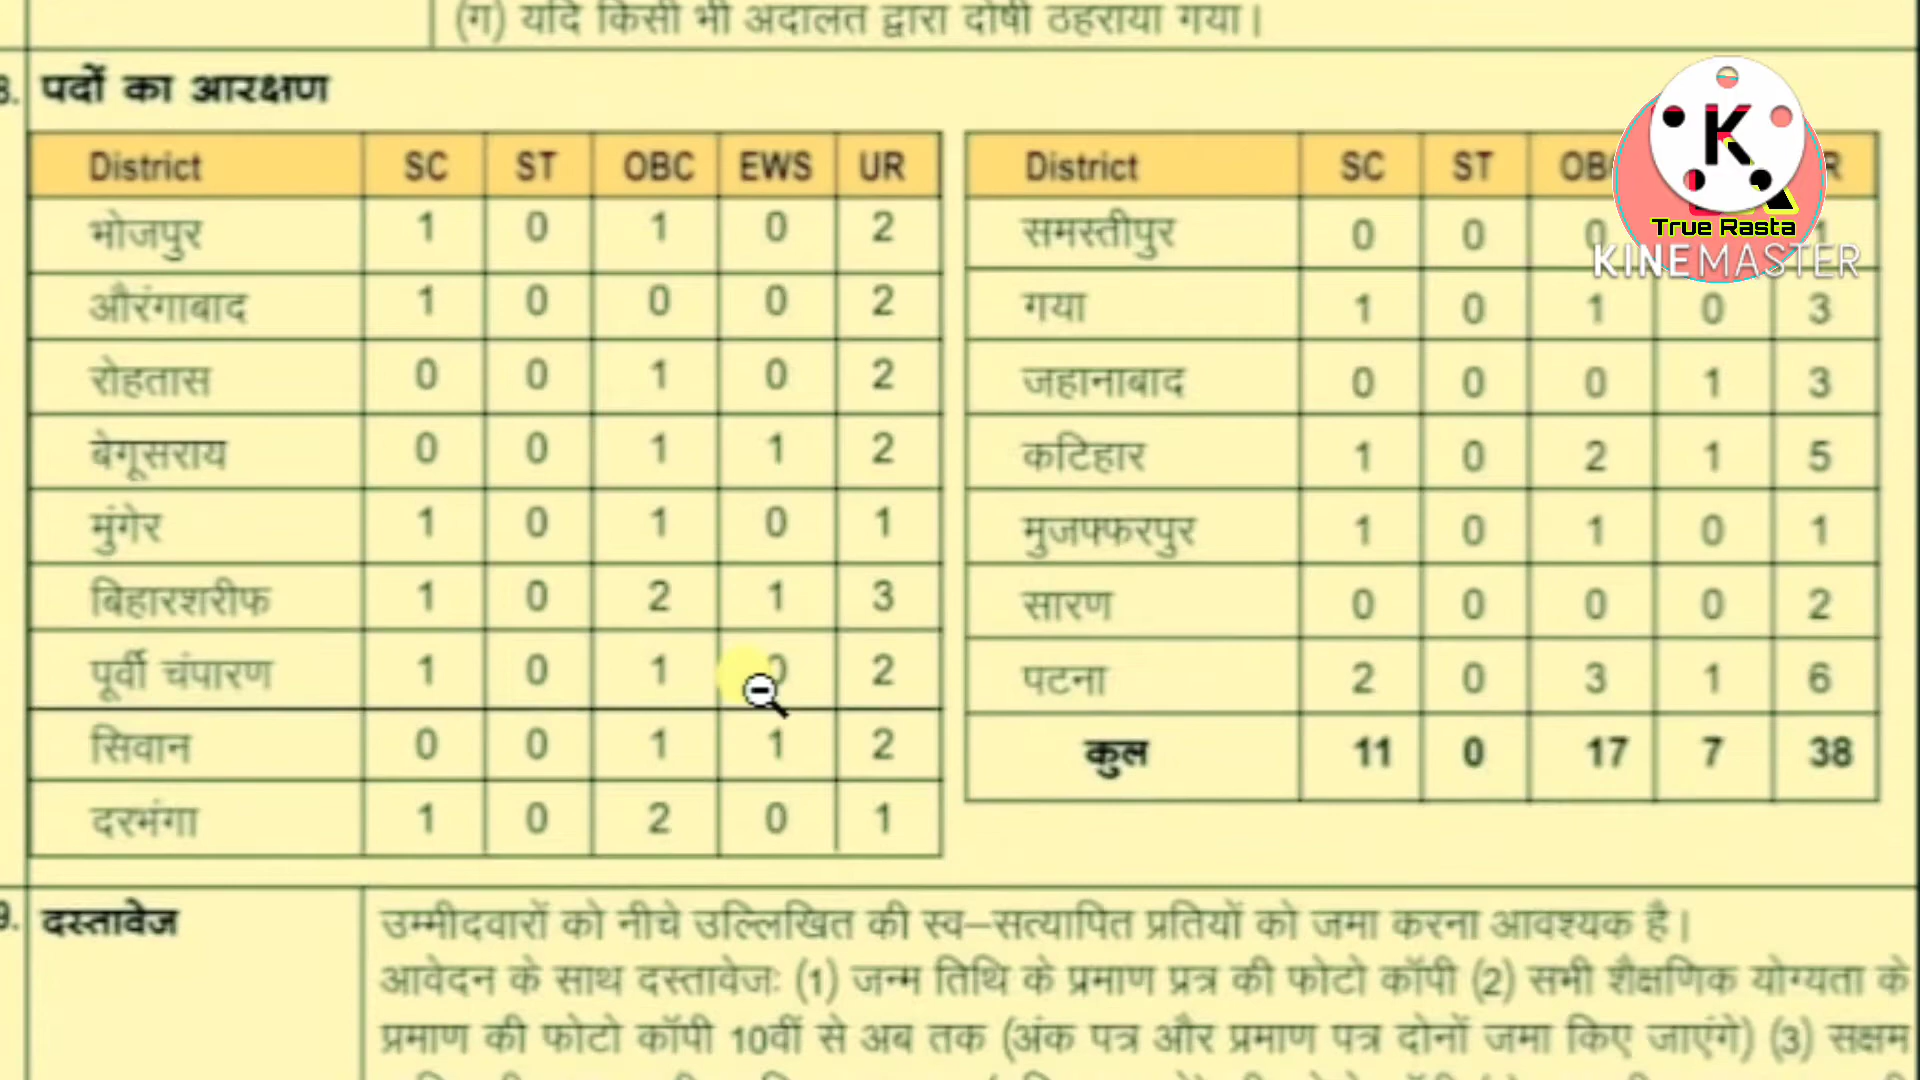 (ग) यदि किसी भी अदालत द्वारा दोषी ठहराया गया।
8. पदों का आरक्षण
District SC ST OBC EWS UR
भोजपुर 1 0 1 0 2
औरंगाबाद 1 0 0 0 2
रोहतास 0 0 1 0 2
बेगूसराय 0 0 1 1 2
मुंगेर 1 0 1 0 1
बिहारशरीफ 1 0 2 1 3
पूर्वी चंपारण 1 0 1 0 2
सिवान 0 0 1 1 2
दरभंगा 1 0 2 0 1
District SC ST
समस्तीपुर 0 0 0 1
गया 1 0 1 0 3
जहानाबाद 0 0 0 1 3
कटिहार 1 0 2 1 5
मुजफ्फरपुर 1 0 1 0 1
सारण 0 0 0 0 2
पटना 2 0 3 1 6
कुल 11 0 17 7 38
K
True Rasta
KINEMASTER
9. दस्तावेज
उम्मीदवारों को नीचे उल्लिखित की स्व–सत्यापित प्रतियों को जमा करना आवश्यक है।
आवेदन के साथ दस्तावेजः (1) जन्म तिथि के प्रमाण प्रत्र की फोटो कॉपी (2) सभी शैक्षणिक योग्यता के
प्रमाण की फोटो कॉपी 10वीं से अब तक (अंक पत्र और प्रमाण पत्र दोनों जमा किए जाएंगे) (3) सक्षम